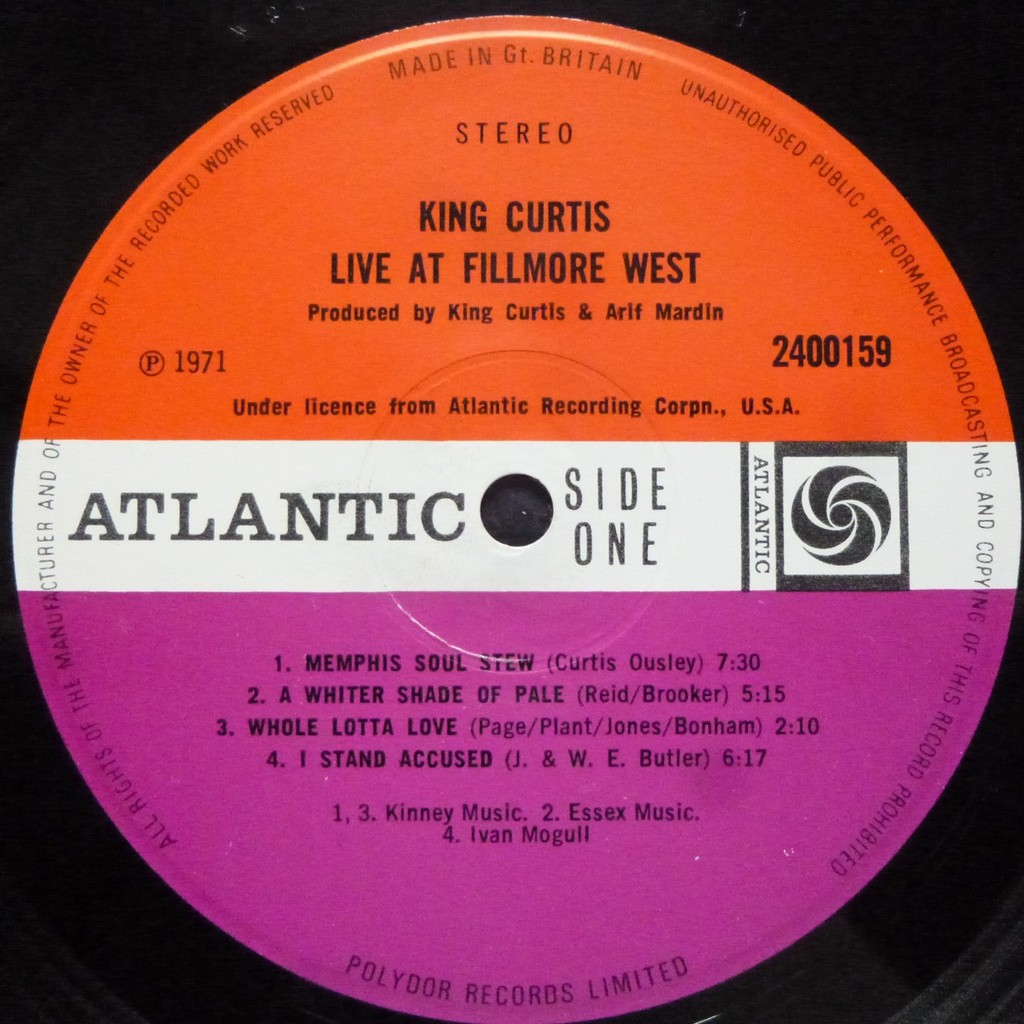 MADE IN Gt. BRITAIN
ALL RIGHTS OF THE MANUFACTURER AND OF THE OWNER OF THE RECORDED WORK RESERVED
UNAUTHORISED PUBLIC PERFORMANCE BROADCASTING AND COPYING OF THIS RECORD PROHIBITED
STEREO
KING CURTIS
LIVE AT FILLMORE WEST
Produced by King Curtis & Arif Mardin
℗ 1971
2400159
Under licence from Atlantic Recording Corpn., U.S.A.
ATLANTIC
SIDE
ONE
ATLANTIC
1. MEMPHIS SOUL STEW (Curtis Ousley) 7:30
2. A WHITER SHADE OF PALE (Reid/Brooker) 5:15
3. WHOLE LOTTA LOVE (Page/Plant/Jones/Bonham) 2:10
4. I STAND ACCUSED (J. & W. E. Butler) 6:17
1, 3. Kinney Music. 2. Essex Music.
4. Ivan Mogull
POLYDOR RECORDS LIMITED